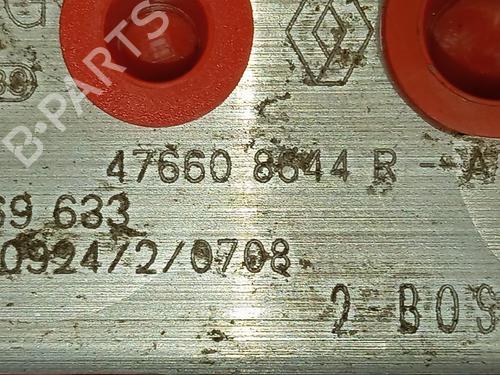 G
B-PARTS
47660 8644 R - A
69 633
0924/2/0708
2 BOS